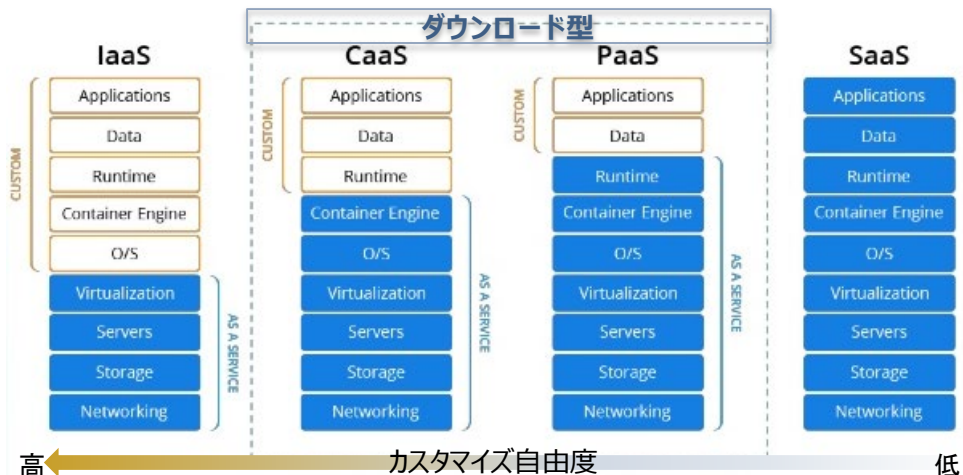 ダウンロード型
IaaS
CaaS
PaaS
SaaS
CUSTOM
Applications
Data
Runtime
Container Engine
O/S
Virtualization
Servers
Storage
Networking
AS A SERVICE
CUSTOM
Applications
Data
Runtime
Container Engine
O/S
Virtualization
Servers
Storage
Networking
AS A SERVICE
CUSTOM
Applications
Data
Runtime
Container Engine
O/S
Virtualization
Servers
Storage
Networking
AS A SERVICE
Applications
Data
Runtime
Container Engine
O/S
Virtualization
Servers
Storage
Networking
高
カスタマイズ自由度
低